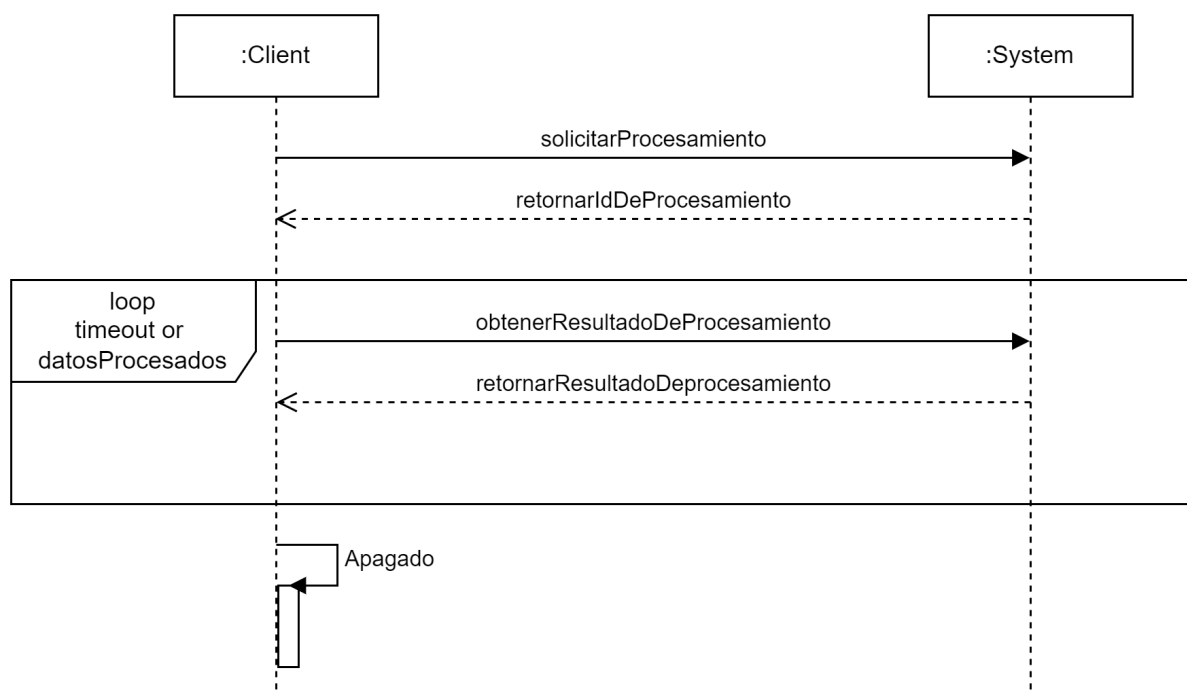 :Client
:System
solicitarProcesamiento
retornarIdDeProcesamiento
loop
timeout or
datosProcesados
obtenerResultadoDeProcesamiento
retornarResultadoDeprocesamiento
Apagado